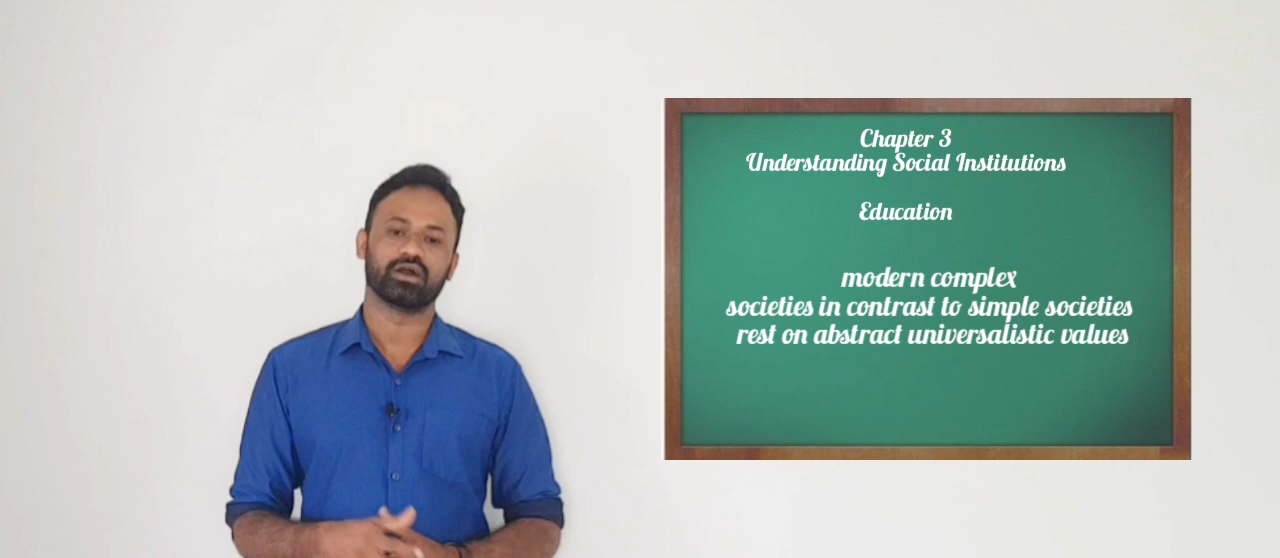 Chapter 3
Understanding Social Institutions
Education
modern complex
societies in contrast to simple societies
rest on abstract universalistic values